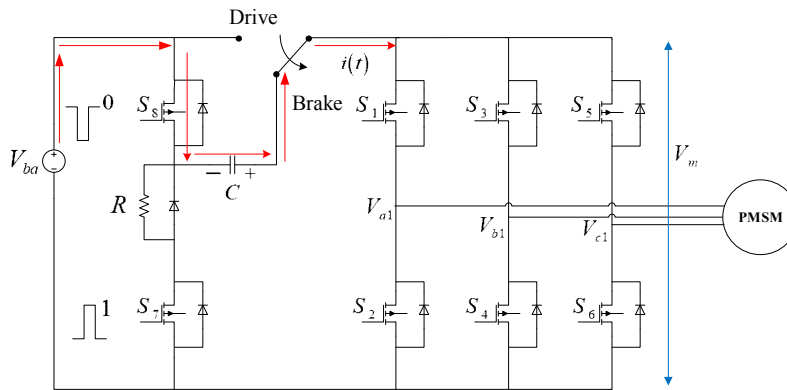 Drive
i(t)
0
S8
Brake
S1
S3
S5
Vba
− C +
R
Vm
Va1
Vb1
Vc1
PMSM
1
S7
S2
S4
S6